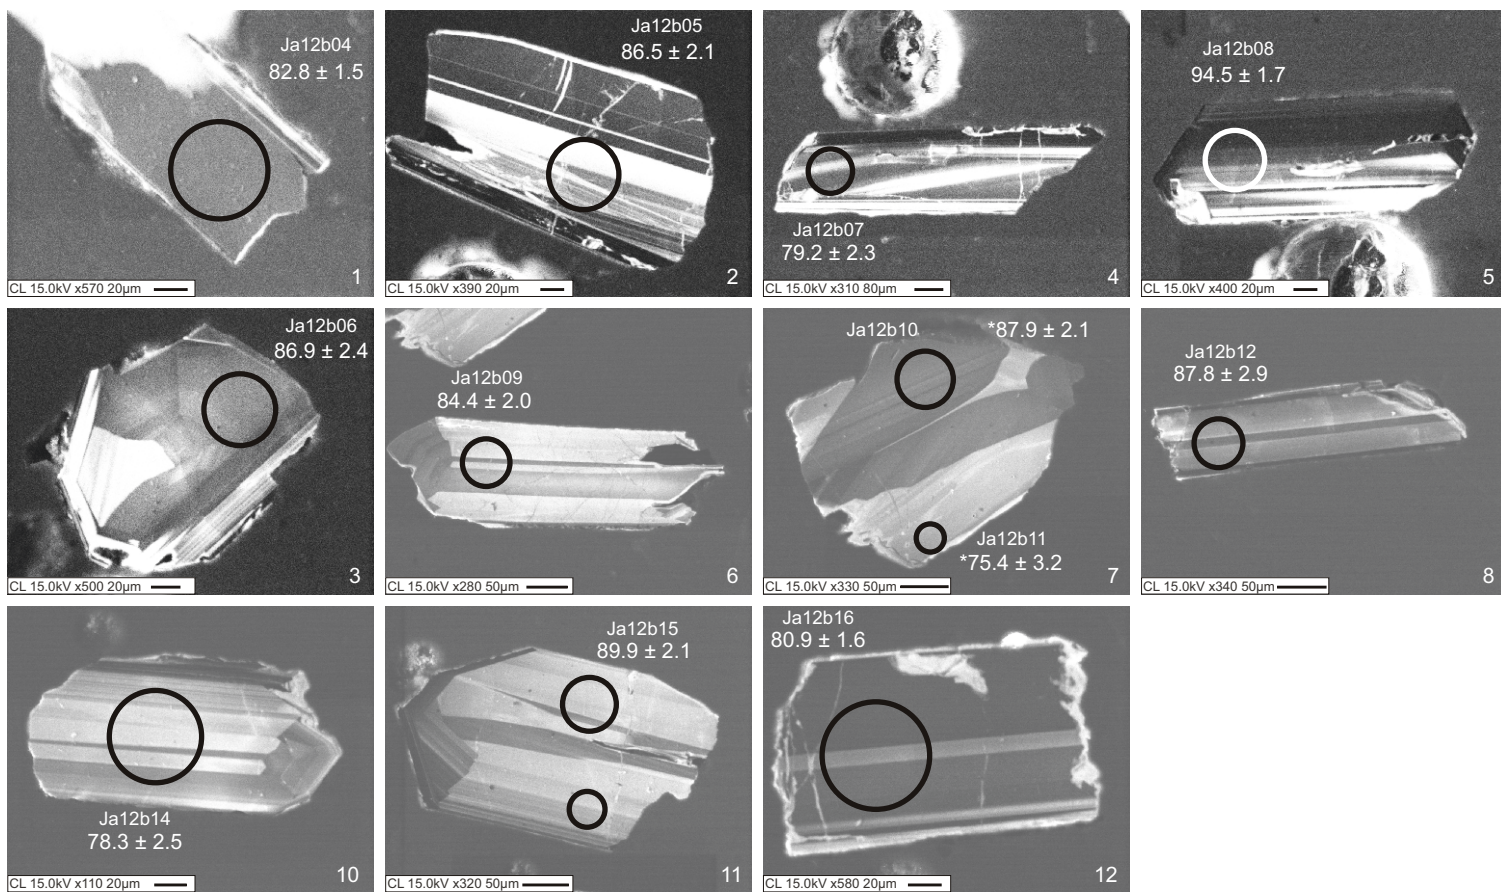 Ja12b04
82.8 ± 1.5
CL 15.0kV x570 20µm
1
Ja12b05
86.5 ± 2.1
CL 15.0kV x390 20µm
2
Ja12b07
79.2 ± 2.3
CL 15.0kV x310 80µm
4
Ja12b08
94.5 ± 1.7
CL 15.0kV x400 20µm
5
Ja12b06
86.9 ± 2.4
CL 15.0kV x500 20µm
3
Ja12b09
84.4 ± 2.0
CL 15.0kV x280 50µm
6
Ja12b10 *87.9 ± 2.1
Ja12b11
*75.4 ± 3.2
CL 15.0kV x330 50µm
7
Ja12b12
87.8 ± 2.9
CL 15.0kV x340 50µm
8
Ja12b14
78.3 ± 2.5
CL 15.0kV x110 20µm
10
Ja12b15
89.9 ± 2.1
CL 15.0kV x320 50µm
11
Ja12b16
80.9 ± 1.6
CL 15.0kV x580 20µm
12